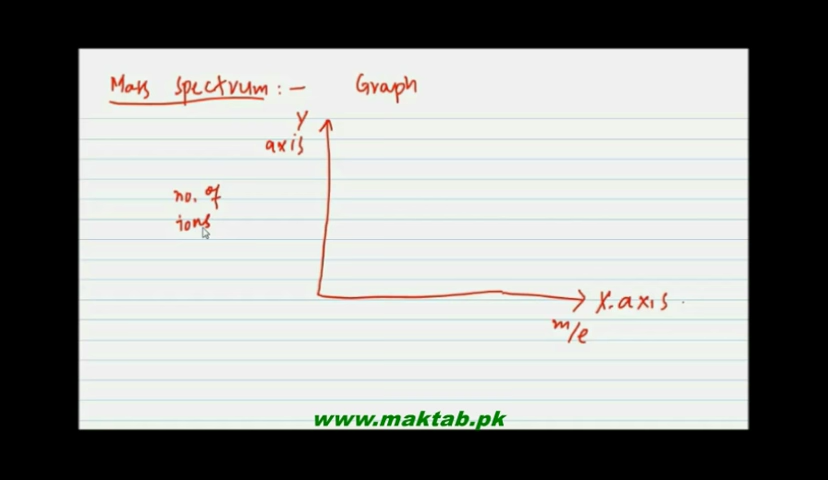 Mass Spectrum:- Graph
Y
axis
no. of
ions
X.axis
m/e
www.maktab.pk